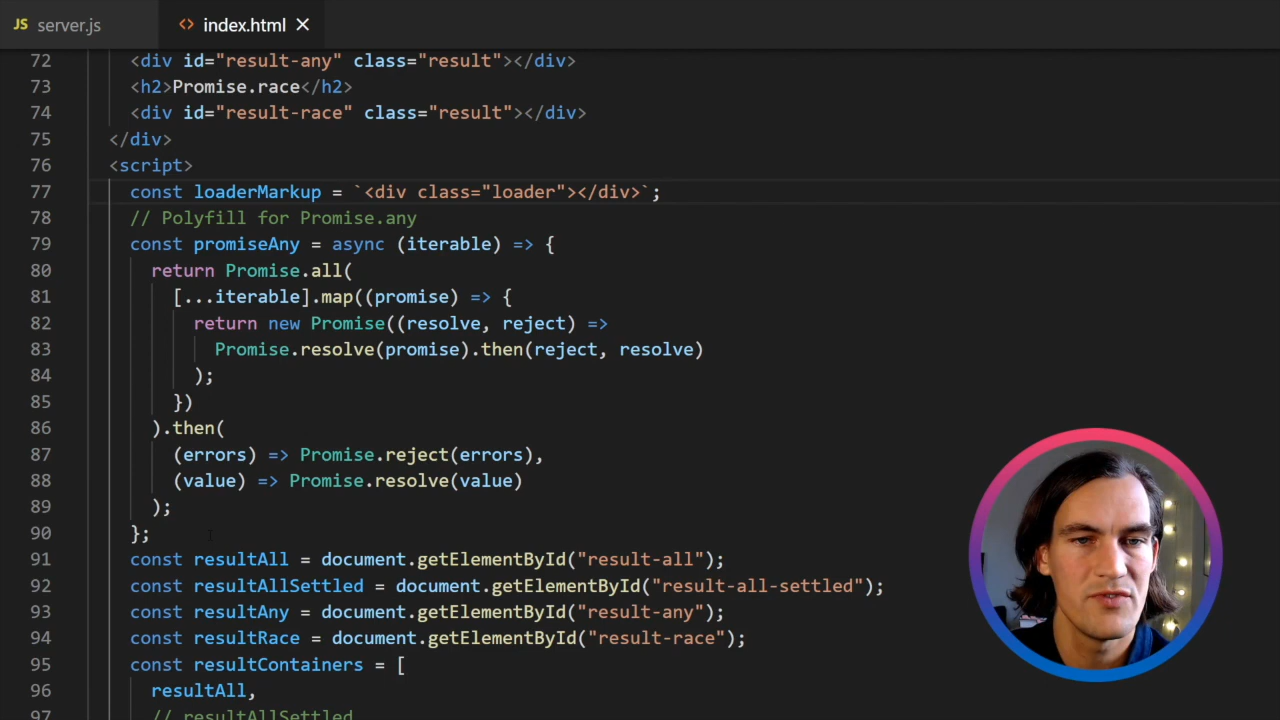 JS server.js <> index.html ×
72 <div id="result-any" class="result"></div>
73 <h2>Promise.race</h2>
74 <div id="result-race" class="result"></div>
75 </div>
76 <script>
77 const loaderMarkup = `<div class="loader"></div>`;
78 // Polyfill for Promise.any
79 const promiseAny = async (iterable) => {
80 return Promise.all(
81 [...iterable].map((promise) => {
82 return new Promise((resolve, reject) =>
83 Promise.resolve(promise).then(reject, resolve)
84 );
85 })
86 ).then(
87 (errors) => Promise.reject(errors),
88 (value) => Promise.resolve(value)
89 );
90 };
91 const resultAll = document.getElementById("result-all");
92 const resultAllSettled = document.getElementById("result-all-settled");
93 const resultAny = document.getElementById("result-any");
94 const resultRace = document.getElementById("result-race");
95 const resultContainers = [
96 resultAll,
97 // resultAllSettled